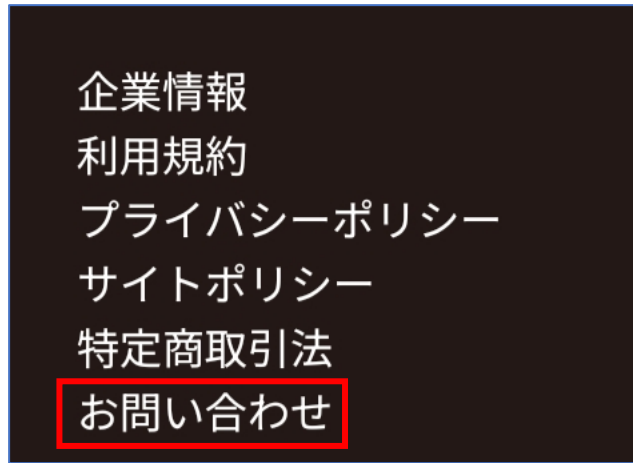 企業情報
利用規約
プライバシーポリシー
サイトポリシー
特定商取引法
お問い合わせ